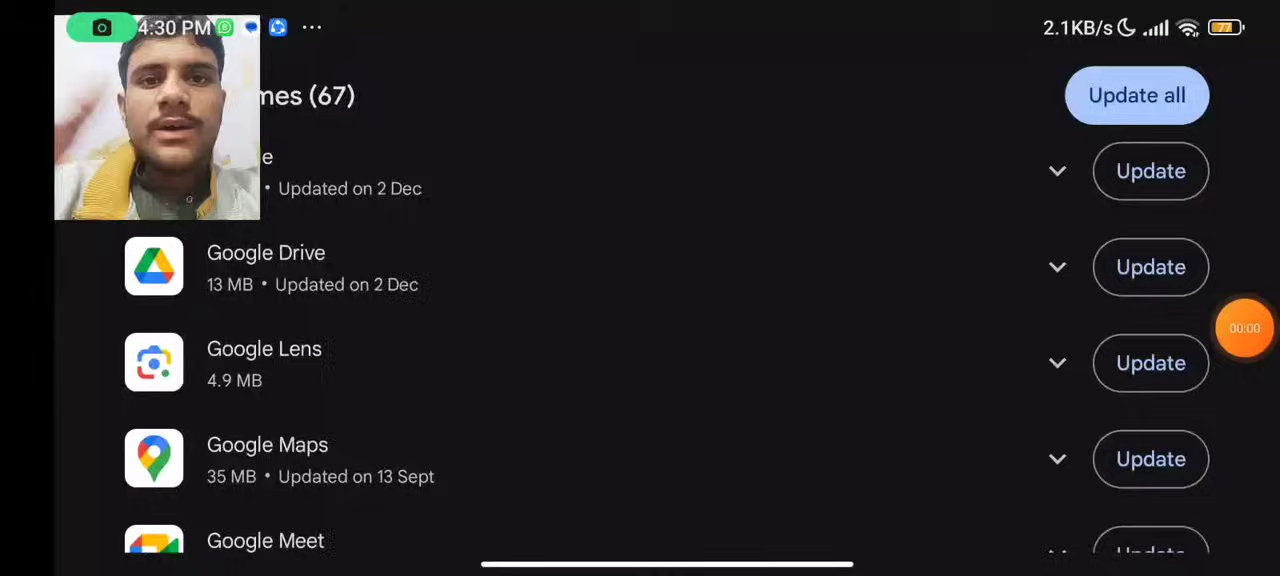 4:30 PM ... 2.1KB/s 77
mes (67) Update all
e
• Updated on 2 Dec Update
Google Drive
13 MB • Updated on 2 Dec Update
Google Lens
4.9 MB Update
00:00
Google Maps
35 MB • Updated on 13 Sept Update
Google Meet